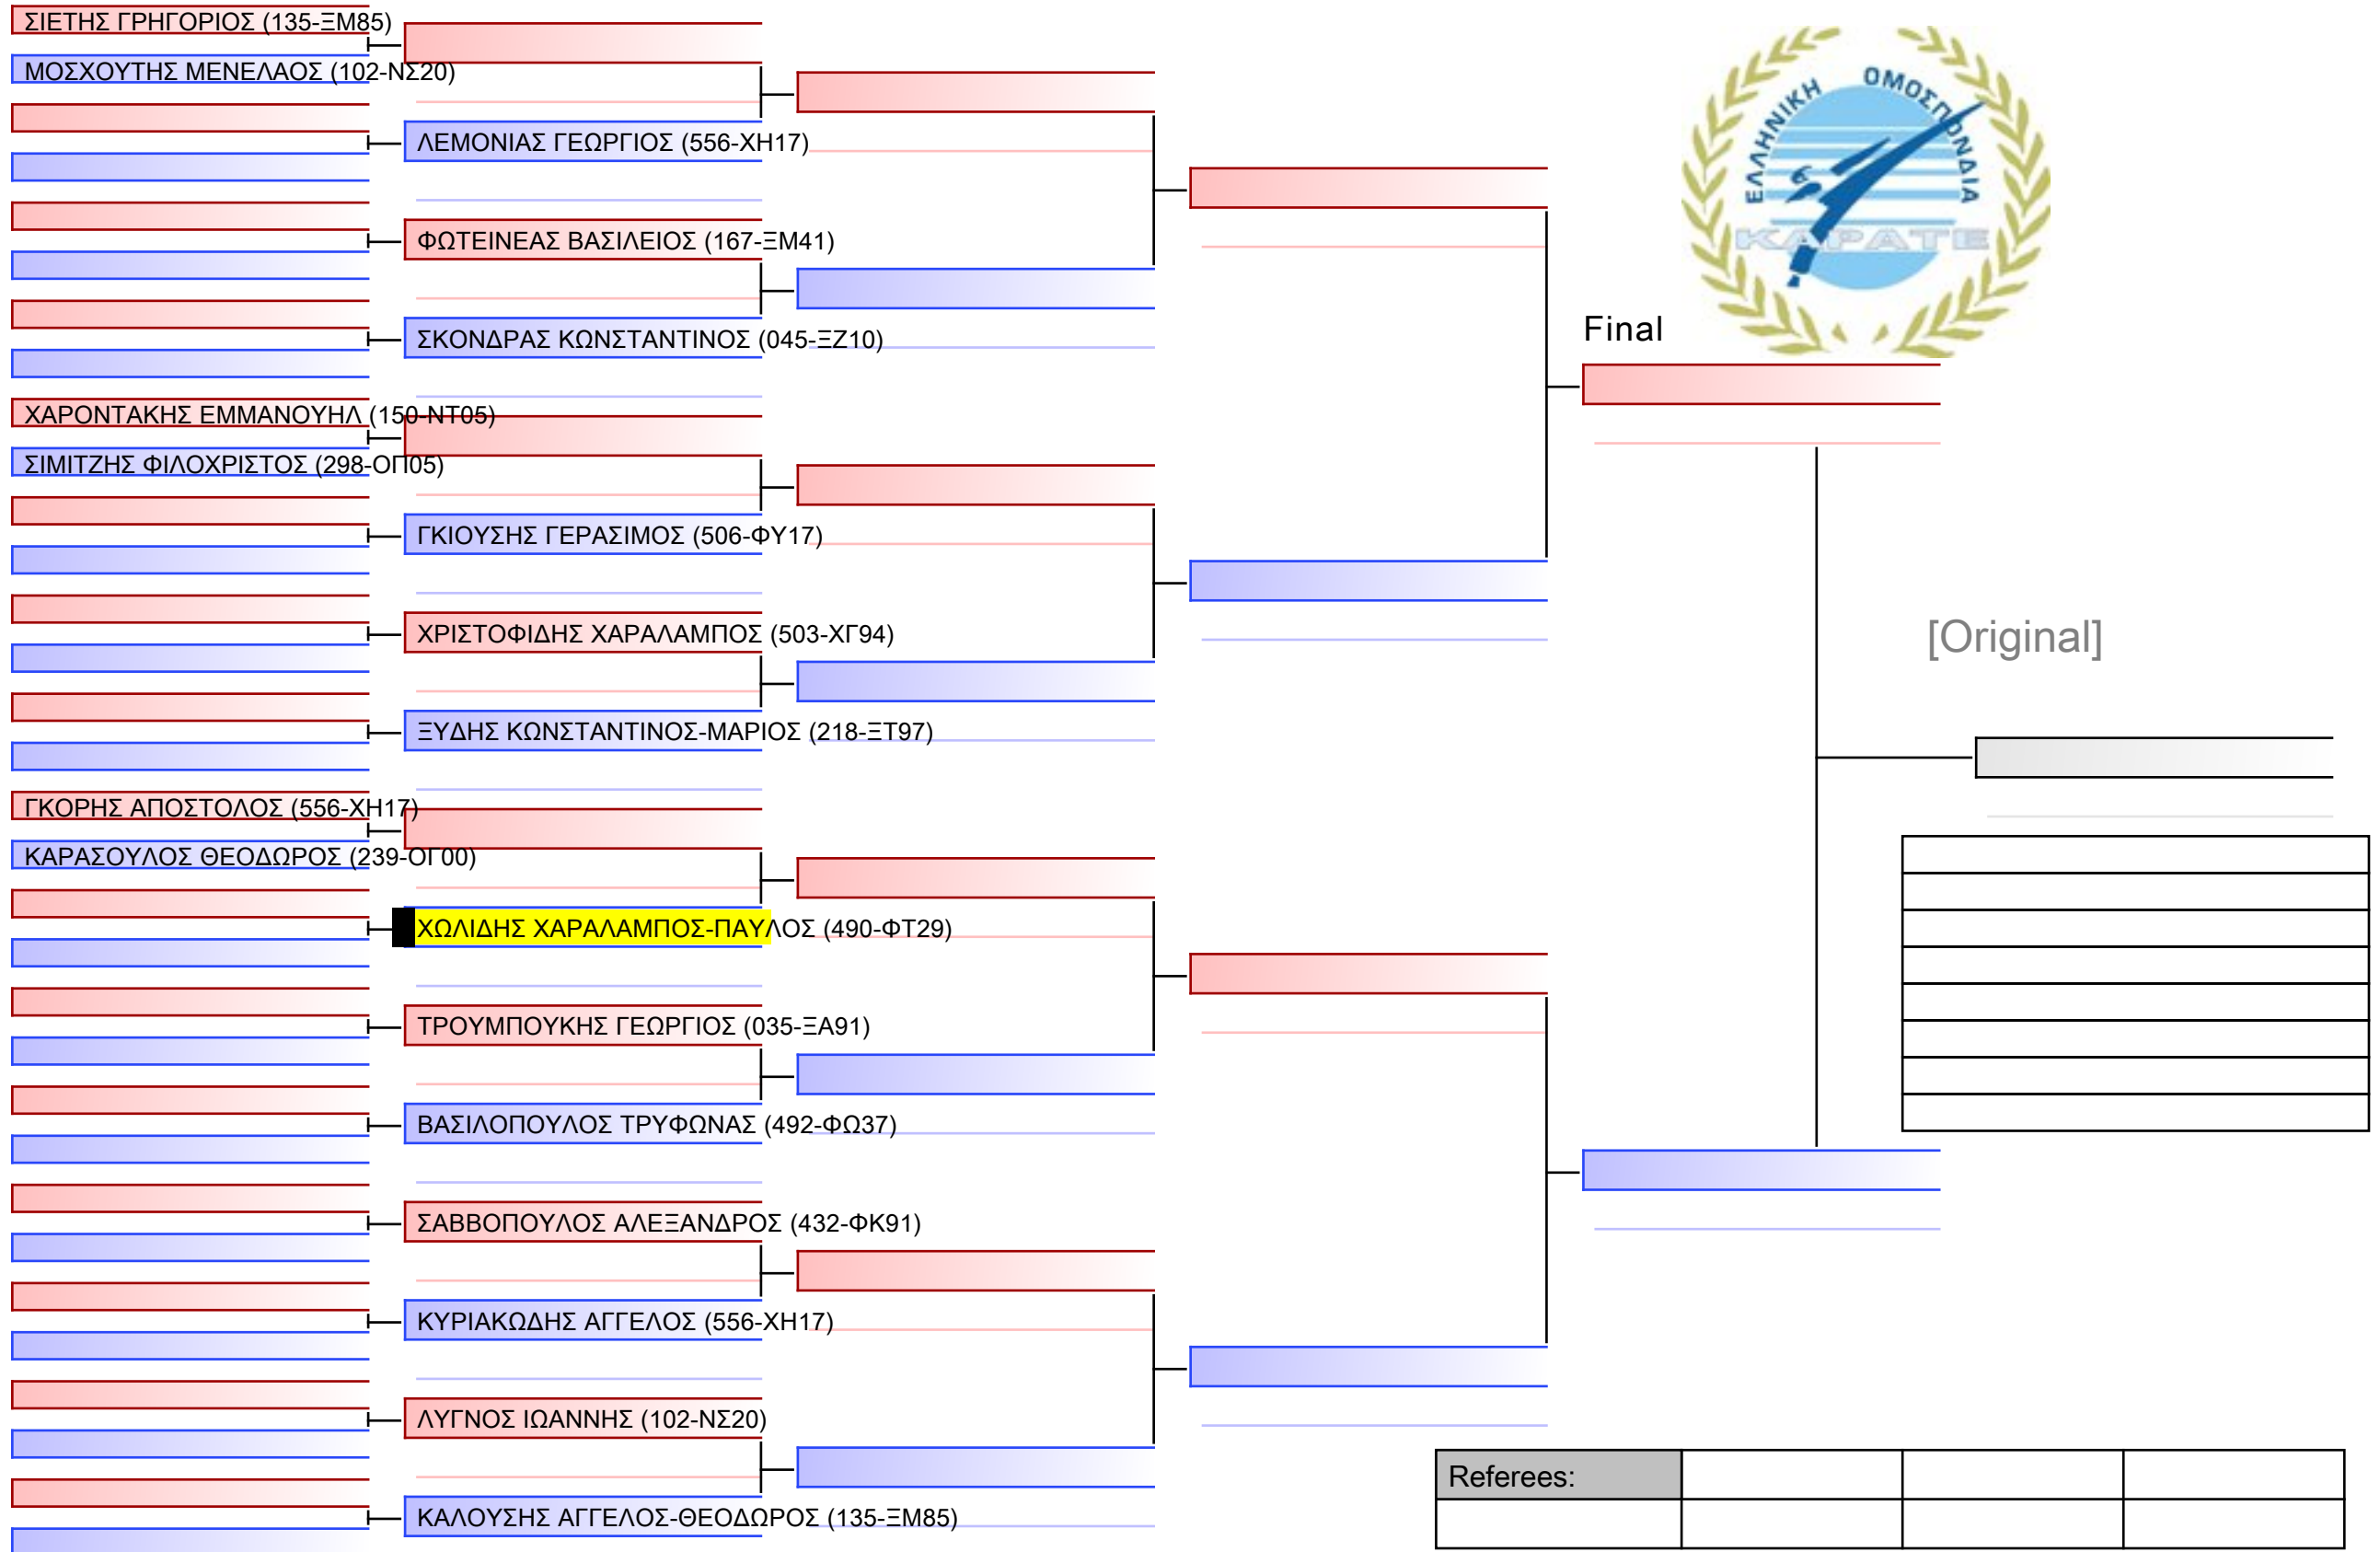 ΣΙΕΤΗΣ ΓΡΗΓΟΡΙΟΣ (135-ΞΜ85)
ΜΟΣΧΟΥΤΗΣ ΜΕΝΕΛΑΟΣ (102-ΝΣ20)
ΛΕΜΟΝΙΑΣ ΓΕΩΡΓΙΟΣ (556-ΧΗ17)
ΦΩΤΕΙΝΕΑΣ ΒΑΣΙΛΕΙΟΣ (167-ΞΜ41)
ΣΚΟΝΔΡΑΣ ΚΩΝΣΤΑΝΤΙΝΟΣ (045-ΞΖ10)
ΧΑΡΟΝΤΑΚΗΣ ΕΜΜΑΝΟΥΗΛ (150-ΝΤ05)
ΣΙΜΙΤΖΗΣ ΦΙΛΟΧΡΙΣΤΟΣ (298-ΟΠ05)
ΓΚΙΟΥΣΗΣ ΓΕΡΑΣΙΜΟΣ (506-ΦΥ17)
ΧΡΙΣΤΟΦΙΔΗΣ ΧΑΡΑΛΑΜΠΟΣ (503-ΧΓ94)
ΞΥΔΗΣ ΚΩΝΣΤΑΝΤΙΝΟΣ-ΜΑΡΙΟΣ (218-ΞΤ97)
ΓΚΟΡΗΣ ΑΠΟΣΤΟΛΟΣ (556-ΧΗ17)
ΚΑΡΑΣΟΥΛΟΣ ΘΕΟΔΩΡΟΣ (239-ΟΓ00)
ΧΩΛΙΔΗΣ ΧΑΡΑΛΑΜΠΟΣ-ΠΑΥΛΟΣ (490-ΦΤ29)
ΤΡΟΥΜΠΟΥΚΗΣ ΓΕΩΡΓΙΟΣ (035-ΞΑ91)
ΒΑΣΙΛΟΠΟΥΛΟΣ ΤΡΥΦΩΝΑΣ (492-ΦΩ37)
ΣΑΒΒΟΠΟΥΛΟΣ ΑΛΕΞΑΝΔΡΟΣ (432-ΦΚ91)
ΚΥΡΙΑΚΩΔΗΣ ΑΓΓΕΛΟΣ (556-ΧΗ17)
ΛΥΓΝΟΣ ΙΩΑΝΝΗΣ (102-ΝΣ20)
ΚΑΛΟΥΣΗΣ ΑΓΓΕΛΟΣ-ΘΕΟΔΩΡΟΣ (135-ΞΜ85)
ΕΛΛΗΝΙΚΗ ΟΜΟΣΠΟΝΔΙΑ
ΚΑΡΑΤΕ
Final
[Original]
Referees: